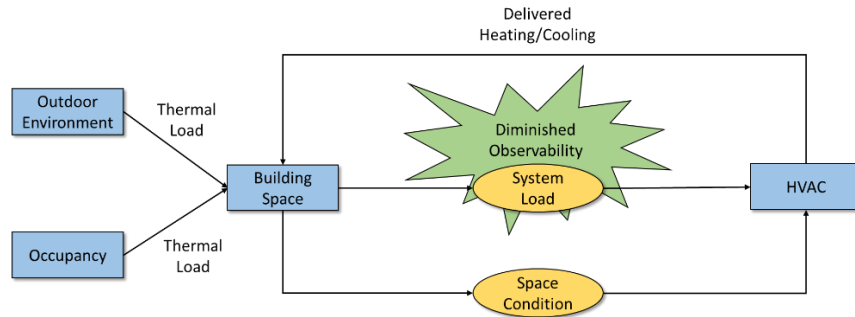 Delivered
Heating/Cooling
Outdoor
Environment
Thermal
Load
Diminished
Observability
Building
Space
System
Load
HVAC
Occupancy
Thermal
Load
Space
Condition